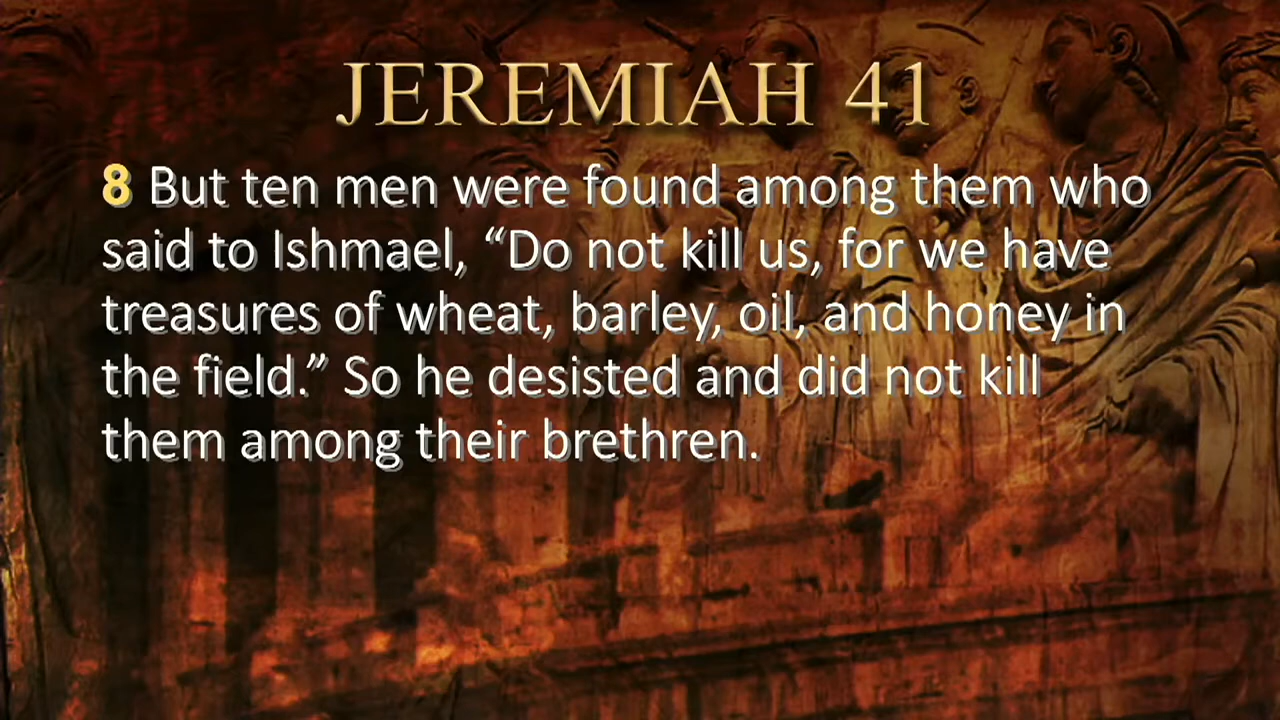 JEREMIAH 41
8 But ten men were found among them who
said to Ishmael, “Do not kill us, for we have
treasures of wheat, barley, oil, and honey in
the field.” So he desisted and did not kill
them among their brethren.